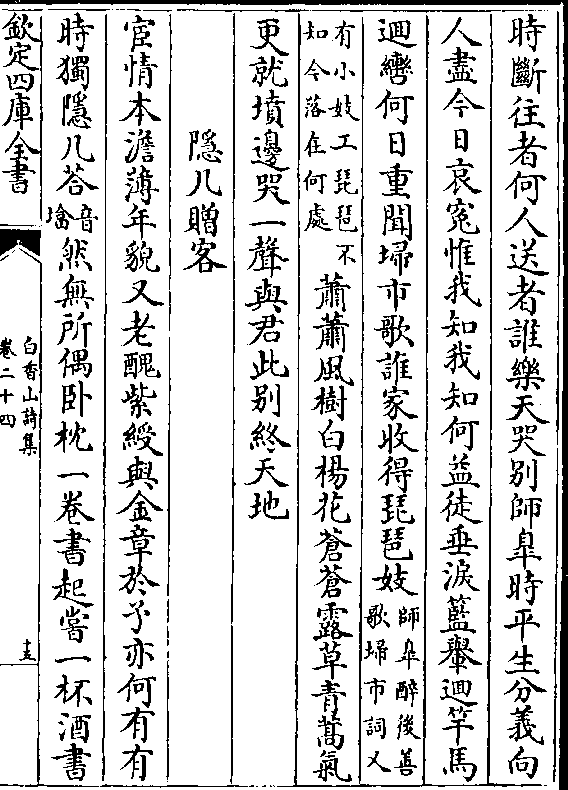 時斷往者何人送者誰樂天哭別師臯時平生分義向
人盡今日哀寃惟我知我知何益徒垂淚籃轝迴竿馬
迴轡何日重聞埽市歌誰家收得琵琶妓師臯醉後善歌埽市詞又
有小妓工琵琶不知今落在何處蕭蕭風樹白楊花蒼蒼露草青蒿氣
更就墳邊哭一聲與君此别終天地
隱几贈客
宦情本澹薄年貌又老醜紫綬與金章於予亦何有有
時獨隱几荅音墖然無所偶卧枕一卷書起嘗一杯酒書
欽定四庫全書
白香山詩集
卷二十四
十五